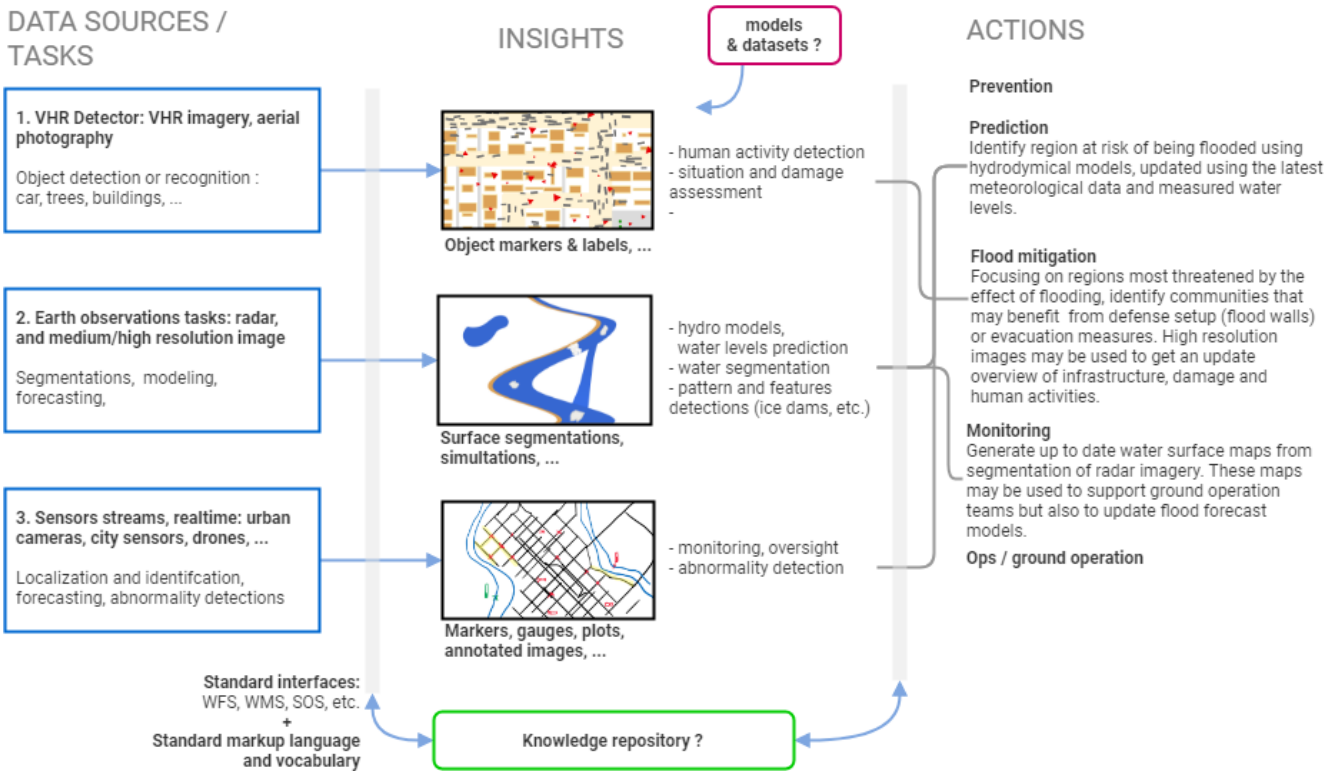 DATA SOURCES /
TASKS
INSIGHTS
models
& datasets ?
ACTIONS
1. VHR Detector: VHR imagery, aerial
photography
Object detection or recognition :
car, trees, buildings, ...
Object markers & labels, ...
- human activity detection
- situation and damage
assessment
-
2. Earth observations tasks: radar,
and medium/high resolution image
Segmentations, modeling,
forecasting,
Surface segmentations,
simultations, ...
- hydro models,
water levels prediction
- water segmentation
- pattern and features
detections (ice dams, etc.)
3. Sensors streams, realtime: urban
cameras, city sensors, drones, ...
Localization and identifcation,
forecasting, abnormality detections
Markers, gauges, plots,
annotated images, ...
- monitoring, oversight
- abnormality detection
Prevention
Prediction
Identify region at risk of being flooded using
hydrodymical models, updated using the latest
meteorological data and measured water
levels.
Flood mitigation
Focusing on regions most threatened by the
effect of flooding, identify communities that
may benefit from defense setup (flood walls)
or evacuation measures. High resolution
images may be used to get an update
overview of infrastructure, damage and
human activities.
Monitoring
Generate up to date water surface maps from
segmentation of radar imagery. These maps
may be used to support ground operation
teams but also to update flood forecast
models.
Ops / ground operation
Standard interfaces:
WFS, WMS, SOS, etc.
+
Standard markup language
and vocabulary
Knowledge repository ?